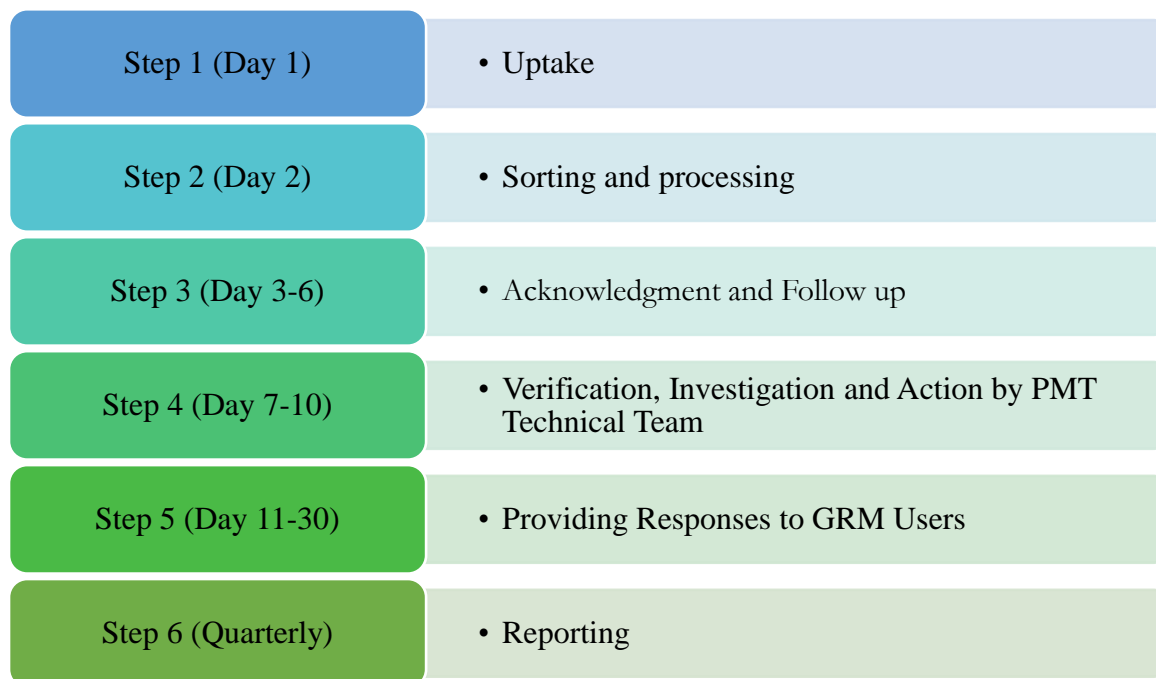 Step 1 (Day 1)
• Uptake
Step 2 (Day 2)
• Sorting and processing
Step 3 (Day 3-6)
• Acknowledgment and Follow up
Step 4 (Day 7-10)
• Verification, Investigation and Action by PMT
Technical Team
Step 5 (Day 11-30)
• Providing Responses to GRM Users
Step 6 (Quarterly)
• Reporting